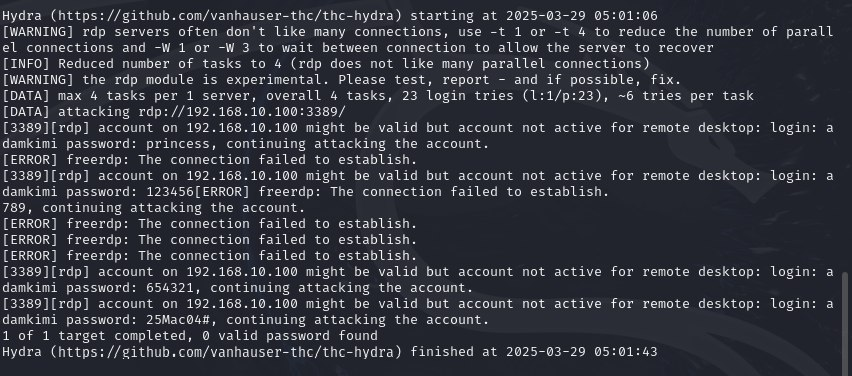 Hydra (https://github.com/vanhauser-thc/thc-hydra) starting at 2025-03-29 05:01:06
[WARNING] rdp servers often don't like many connections, use -t 1 or -t 4 to reduce the number of parall
el connections and -W 1 or -W 3 to wait between connection to allow the server to recover
[INFO] Reduced number of tasks to 4 (rdp does not like many parallel connections)
[WARNING] the rdp module is experimental. Please test, report - and if possible, fix.
[DATA] max 4 tasks per 1 server, overall 4 tasks, 23 login tries (l:1/p:23), ~6 tries per task
[DATA] attacking rdp://192.168.10.100:3389/
[3389][rdp] account on 192.168.10.100 might be valid but account not active for remote desktop: login: a
damkimi password: princess, continuing attacking the account.
[ERROR] freerdp: The connection failed to establish.
[3389][rdp] account on 192.168.10.100 might be valid but account not active for remote desktop: login: a
damkimi password: 123456[ERROR] freerdp: The connection failed to establish.
789, continuing attacking the account.
[ERROR] freerdp: The connection failed to establish.
[ERROR] freerdp: The connection failed to establish.
[ERROR] freerdp: The connection failed to establish.
[3389][rdp] account on 192.168.10.100 might be valid but account not active for remote desktop: login: a
damkimi password: 654321, continuing attacking the account.
[3389][rdp] account on 192.168.10.100 might be valid but account not active for remote desktop: login: a
damkimi password: 25Mac04#, continuing attacking the account.
1 of 1 target completed, 0 valid password found
Hydra (https://github.com/vanhauser-thc/thc-hydra) finished at 2025-03-29 05:01:43